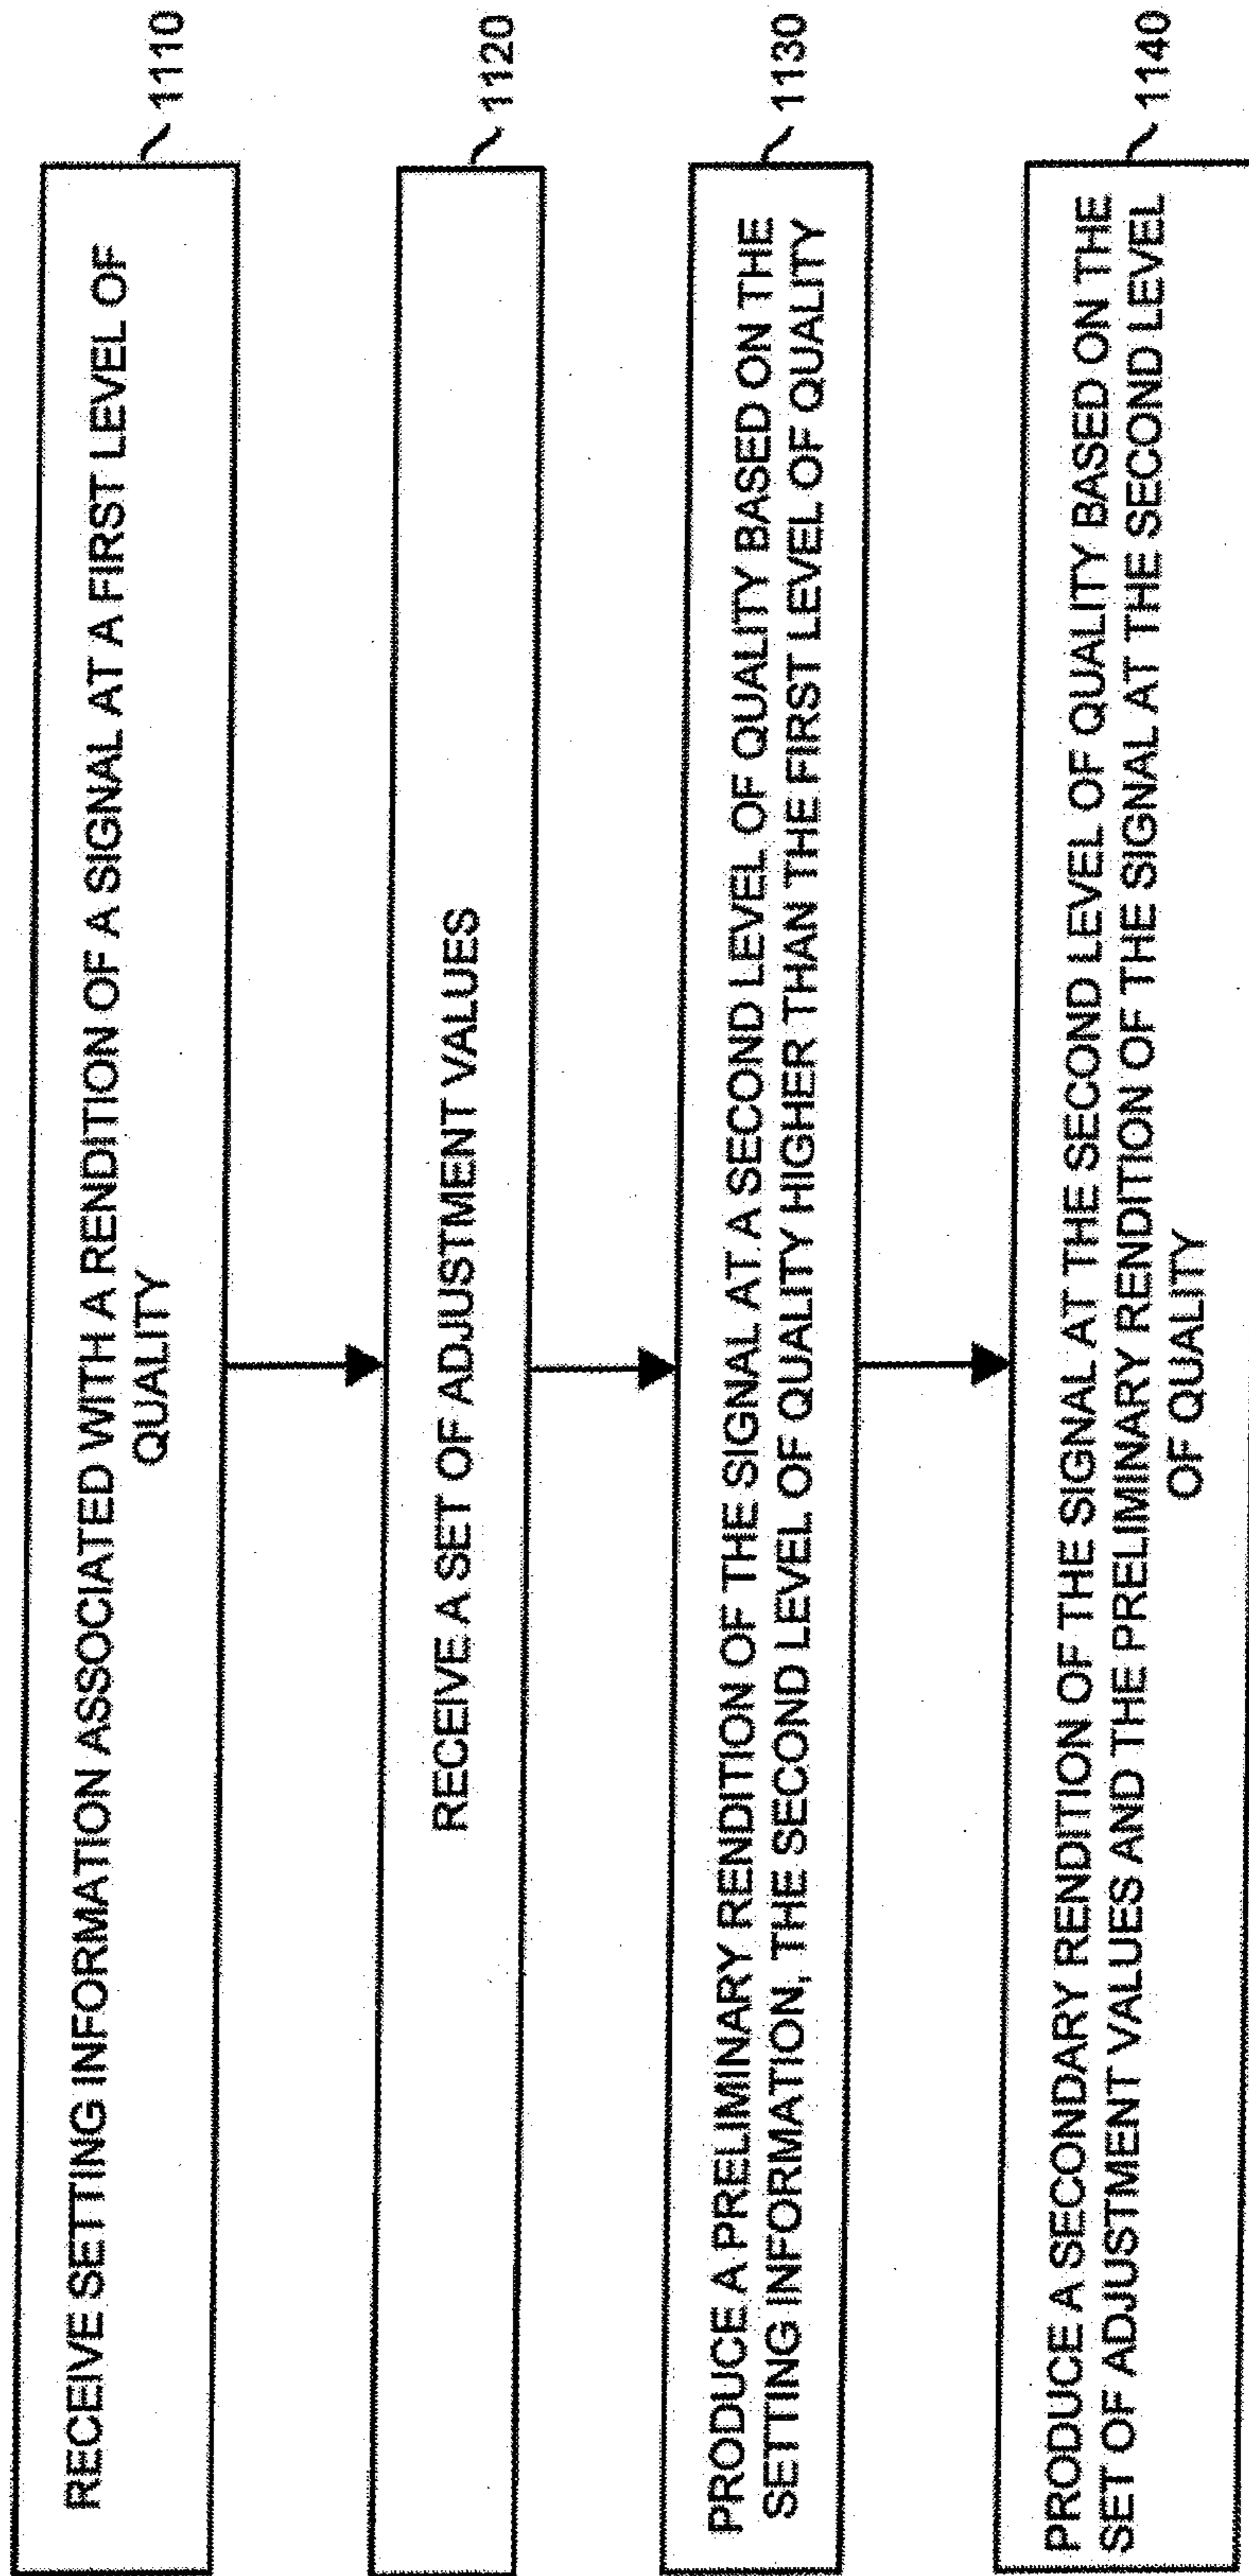 RECEIVE SETTING INFORMATION ASSOCIATED WITH A RENDITION OF A SIGNAL AT A FIRST LEVEL OF
QUALITY
1110
RECEIVE A SET OF ADJUSTMENT VALUES
1120
PRODUCE A PRELIMINARY RENDITION OF THE SIGNAL AT A SECOND LEVEL OF QUALITY BASED ON THE
SETTING INFORMATION, THE SECOND LEVEL OF QUALITY HIGHER THAN THE FIRST LEVEL OF QUALITY
1130
PRODUCE A SECONDARY RENDITION OF THE SIGNAL AT THE SECOND LEVEL OF QUALITY BASED ON THE
SET OF ADJUSTMENT VALUES AND THE PRELIMINARY RENDITION OF THE SIGNAL AT THE SECOND LEVEL
OF QUALITY
1140